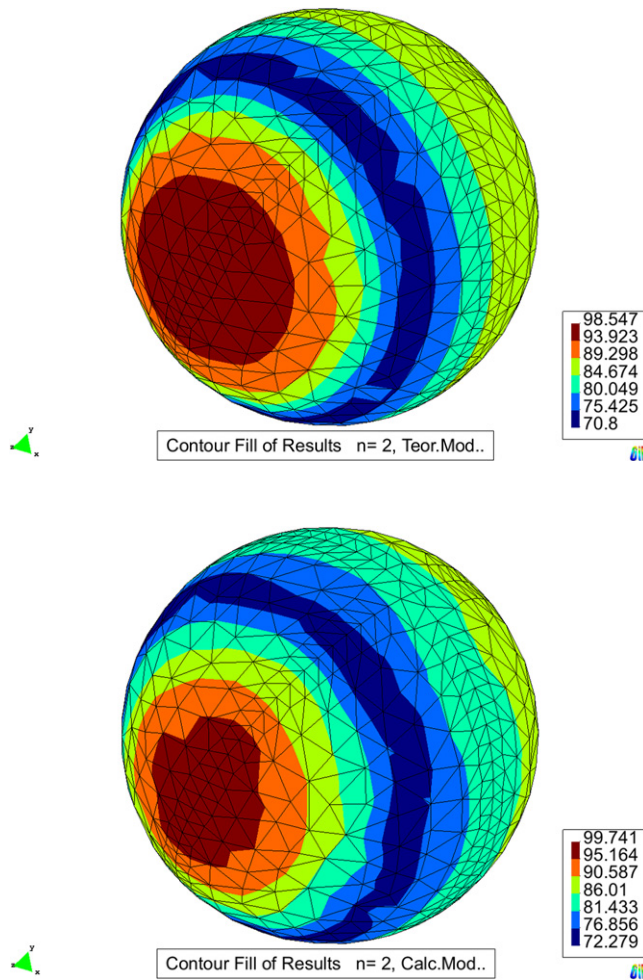 98.547
93.923
89.298
84.674
80.049
75.425
70.8
y
z x
Contour Fill of Results n= 2, Teor.Mod..
99.741
95.164
90.587
86.01
81.433
76.856
72.279
y
z x
Contour Fill of Results n= 2, Calc.Mod..